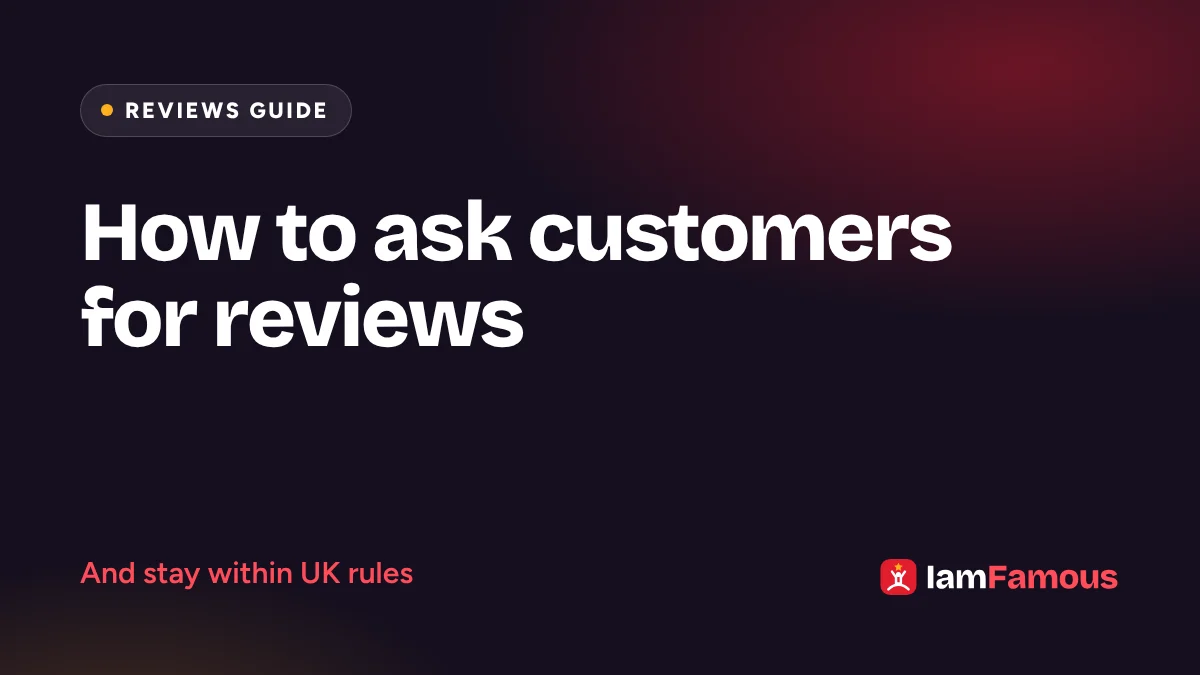 REVIEWS GUIDE
How to ask customers
for reviews
And stay within UK rules
IamFamous